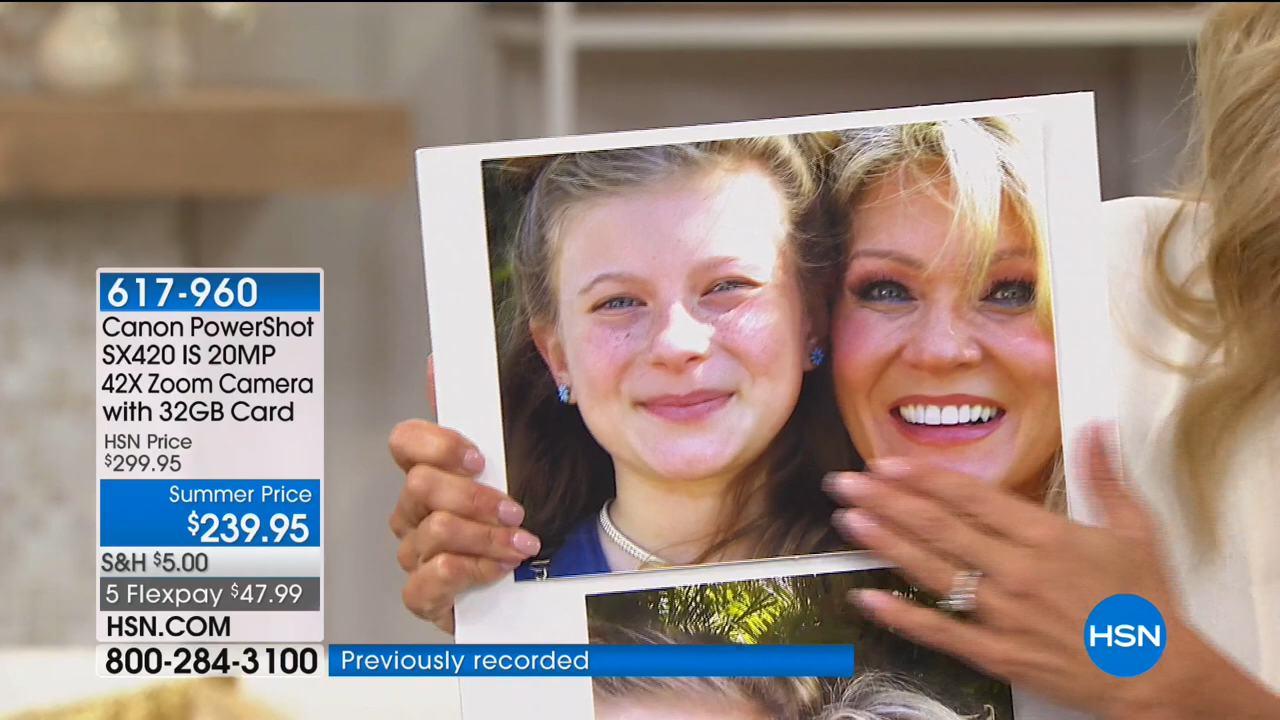 617-960
Canon PowerShot
SX420 IS 20MP
42X Zoom Camera
with 32GB Card
HSN Price
$299.95
Summer Price
$239.95
S&H $5.00
5 Flexpay $47.99
HSN.COM
800-284-3100
Previously recorded
HSN